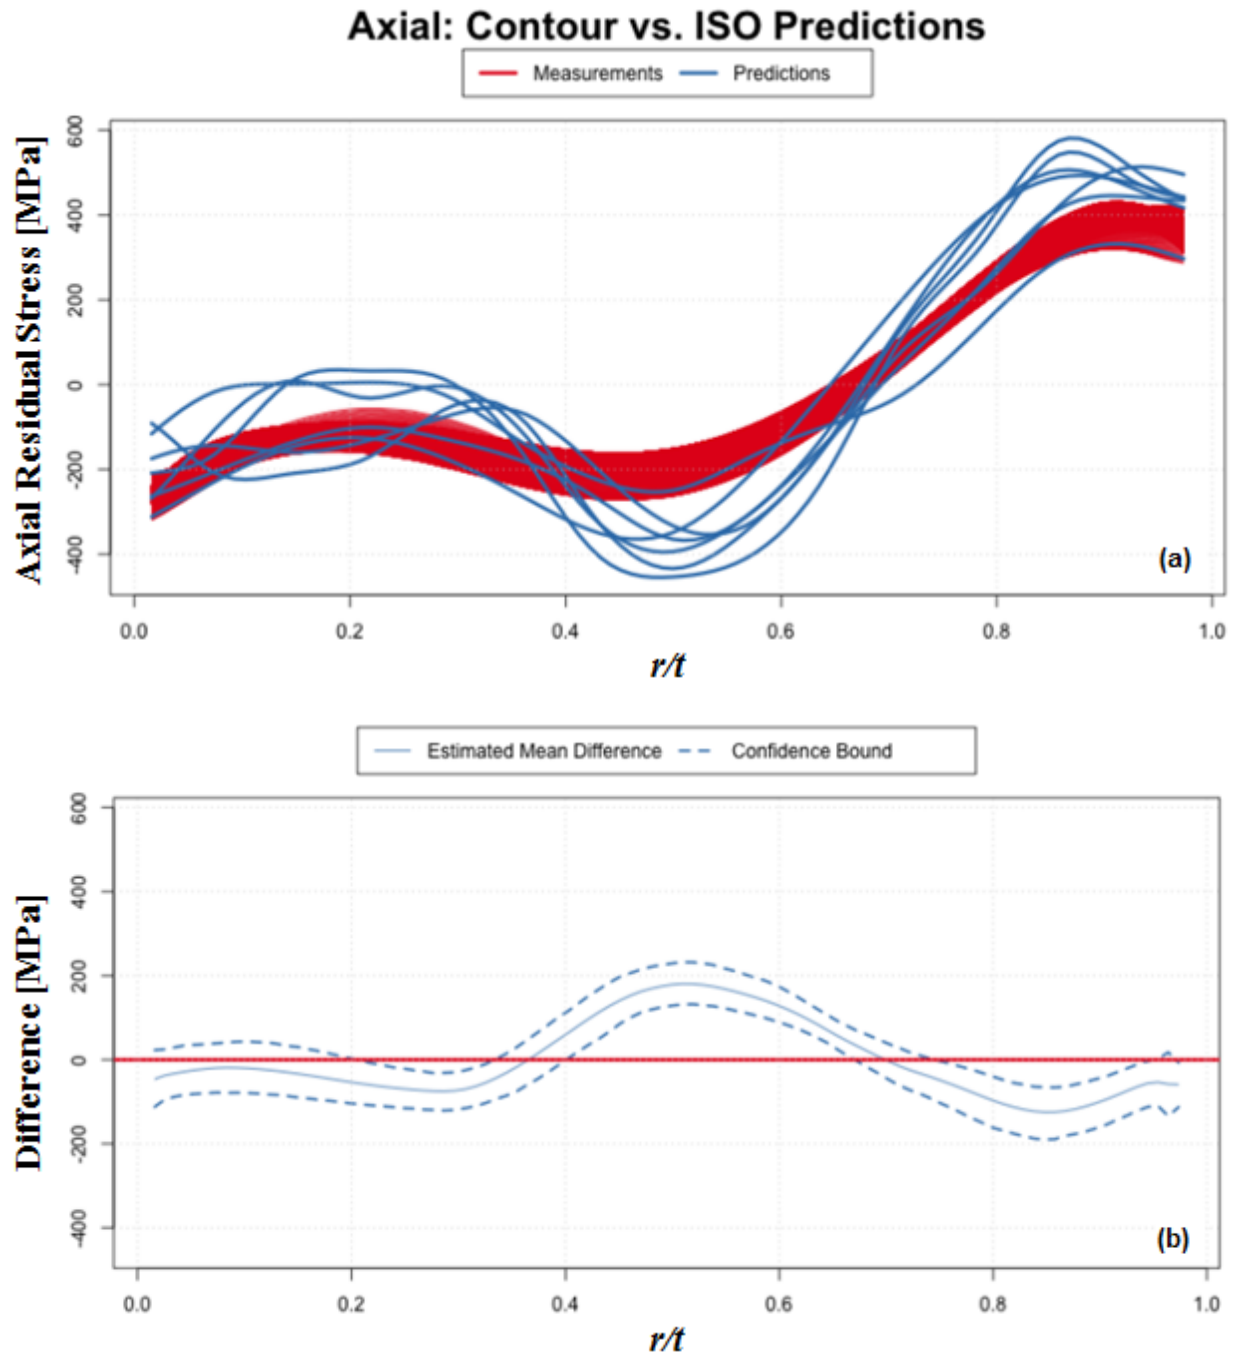 Axial: Contour vs. ISO Predictions
Measurements Predictions
Axial Residual Stress [MPa]
600
400
200
0
-200
-400
(a)
0.0 0.2 0.4 0.6 0.8 1.0
r/t
Estimated Mean Difference Confidence Bound
Difference [MPa]
600
400
200
0
-200
-400
(b)
0.0 0.2 0.4 0.6 0.8 1.0
r/t